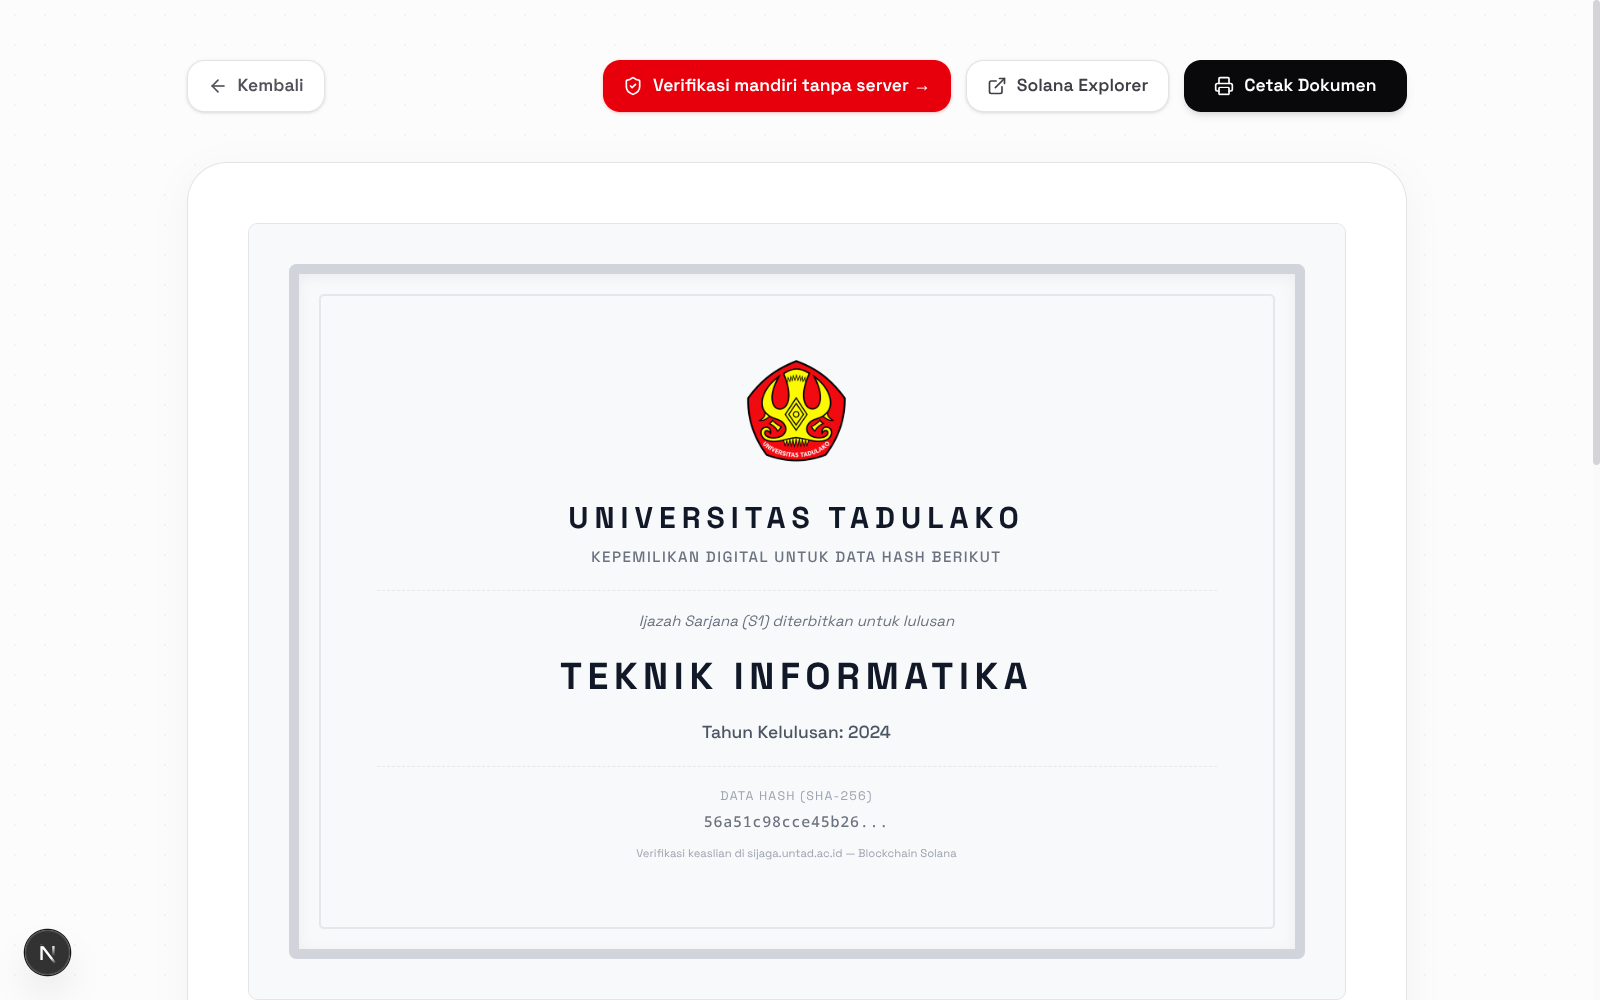 Kembali
Verifikasi mandiri tanpa server →
Solana Explorer
Cetak Dokumen
UNIVERSITAS TADULAKO
UNIVERSITAS TADULAKO
KEPEMILIKAN DIGITAL UNTUK DATA HASH BERIKUT
Ijazah Sarjana (S1) diterbitkan untuk lulusan
TEKNIK INFORMATIKA
Tahun Kelulusan: 2024
DATA HASH (SHA-256)
56a51c98cce45b26...
Verifikasi keaslian di sijaga.untad.ac.id — Blockchain Solana
N